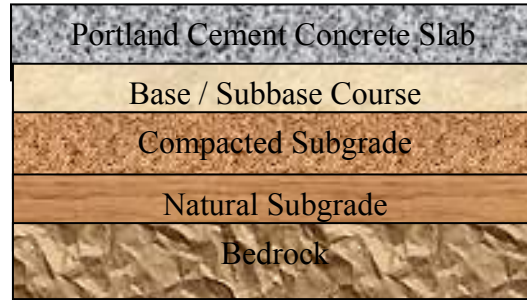 Portland Cement Concrete Slab
Base / Subbase Course
Compacted Subgrade
Natural Subgrade
Bedrock